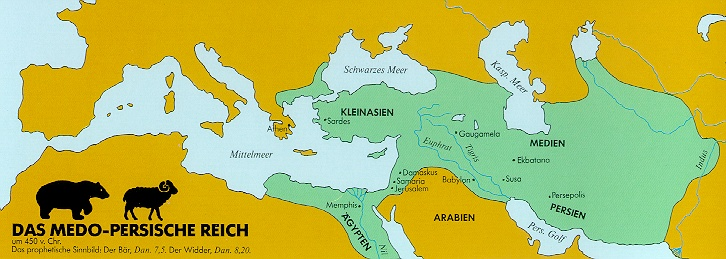 Schwarzes Meer
Kasp. Meer
KLEINASIEN
Sardes
Athen
Gougamela
MEDIEN
Euphrat
Tigris
Indus
Mittelmeer
Ekbatana
Damaskus
Samaria
Jerusalem
Babylon
Susa
Persepolis
Memphis
PERSIEN
ARABIEN
ÄGYPTEN
Nil
Pers. Golf
DAS MEDO-PERSISCHE REICH
um 450 v. Chr.
Das prophetische Sinnbild: Der Bär, Dan. 7,5. Der Widder, Dan. 8,20.